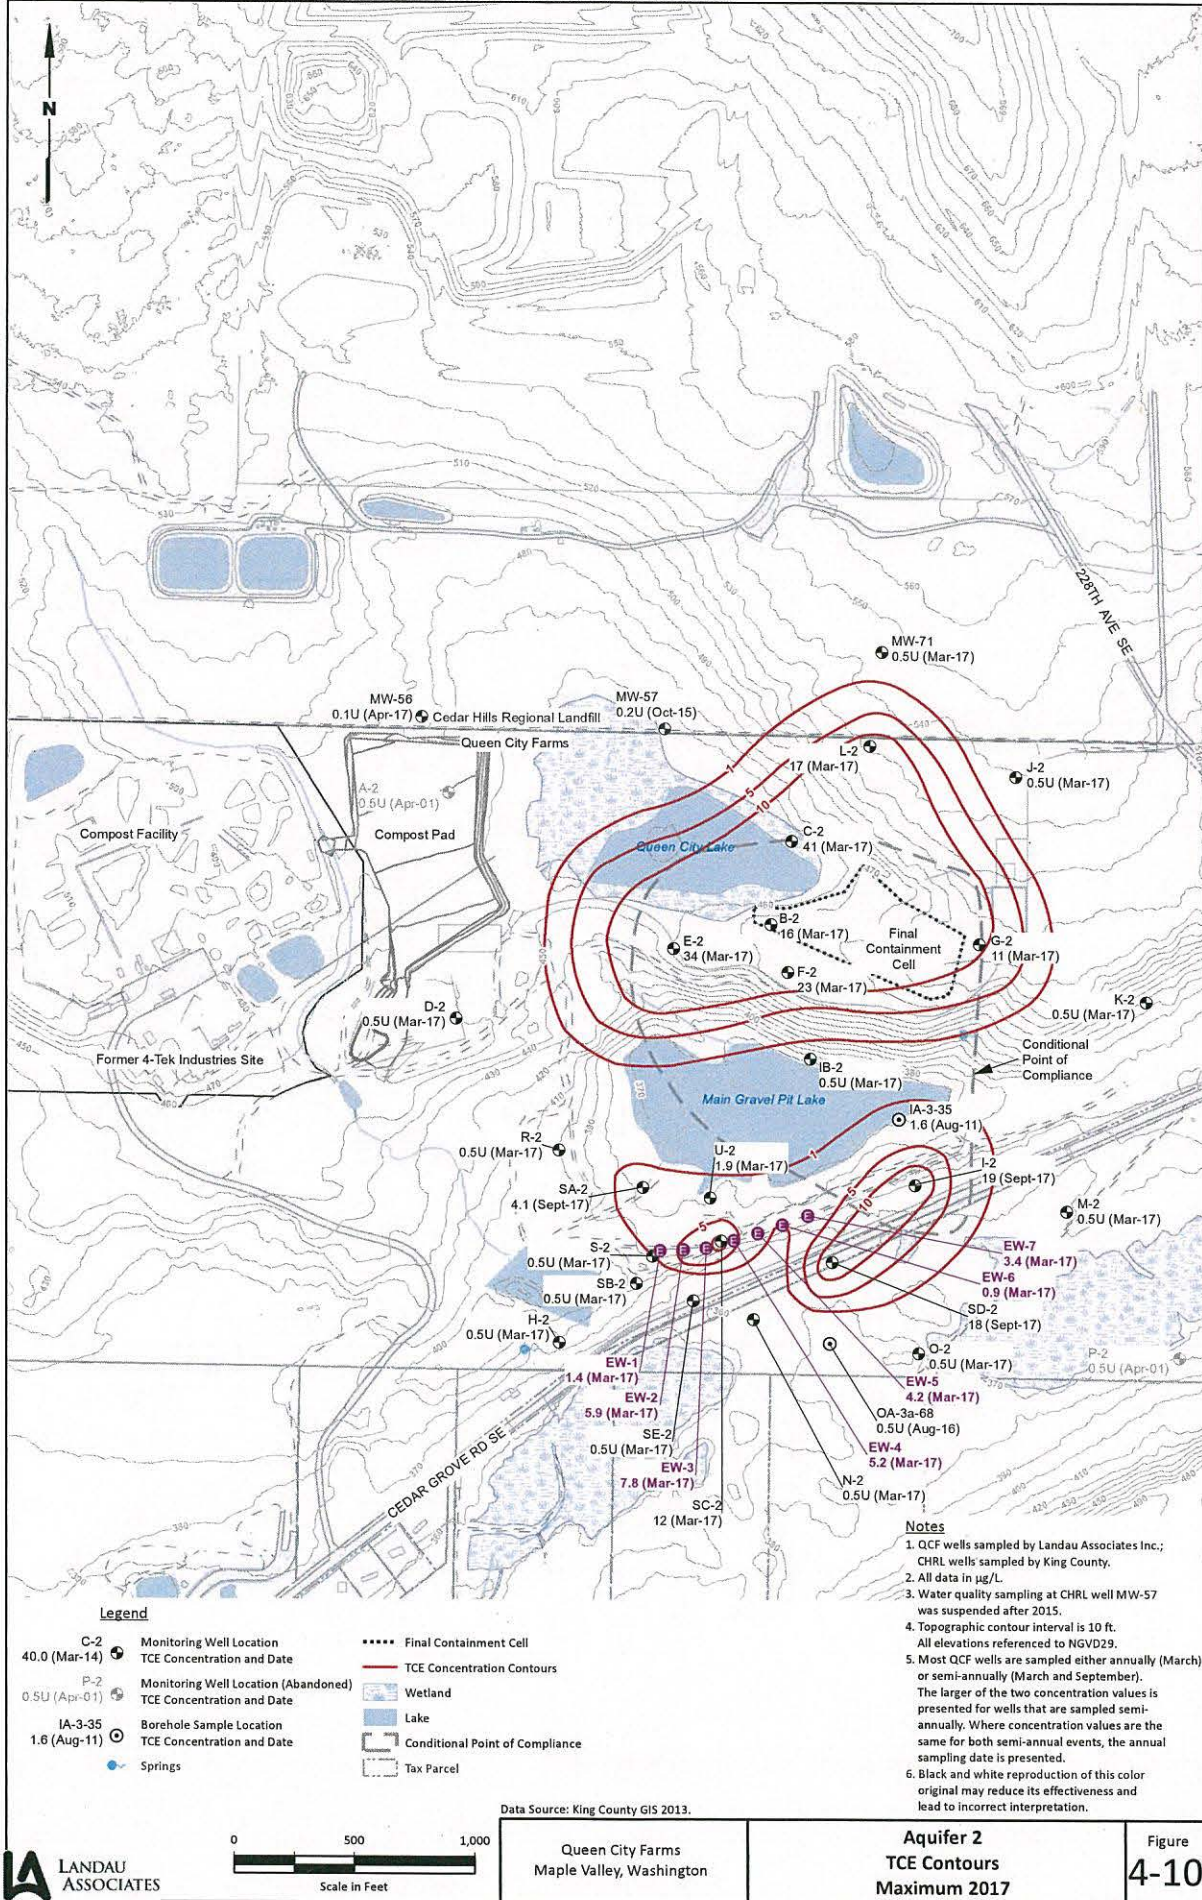 N
228TH AVE SE
MW-71
0.5U (Mar-17)
MW-56
0.1U (Apr-17)
Cedar Hills Regional Landfill
MW-57
0.2U (Oct-15)
Queen City Farms
L-2
17 (Mar-17)
J-2
0.5U (Mar-17)
1
5
10
A-2
0.5U (Apr-01)
Compost Facility
Compost Pad
Queen City Lake
C-2
41 (Mar-17)
B-2
16 (Mar-17)
Final
Containment
Cell
E-2
34 (Mar-17)
G-2
11 (Mar-17)
F-2
23 (Mar-17)
K-2
0.5U (Mar-17)
D-2
0.5U (Mar-17)
Former 4-Tek Industries Site
Conditional
Point of
Compliance
IB-2
0.5U (Mar-17)
Main Gravel Pit Lake
IA-3-35
1.6 (Aug-11)
R-2
0.5U (Mar-17)
U-2
1.9 (Mar-17)
1
I-2
19 (Sept-17)
SA-2
4.1 (Sept-17)
5
10
M-2
0.5U (Mar-17)
5
S-2
0.5U (Mar-17)
E E E E E E E
EW-7
3.4 (Mar-17)
EW-6
0.9 (Mar-17)
SB-2
0.5U (Mar-17)
SD-2
18 (Sept-17)
H-2
0.5U (Mar-17)
O-2
0.5U (Mar-17)
P-2
0.5U (Apr-01)
EW-1
1.4 (Mar-17)
EW-5
4.2 (Mar-17)
EW-2
5.9 (Mar-17)
OA-3a-68
0.5U (Aug-16)
SE-2
0.5U (Mar-17)
EW-4
5.2 (Mar-17)
CEDAR GROVE RD SE
EW-3
7.8 (Mar-17)
N-2
0.5U (Mar-17)
SC-2
12 (Mar-17)
Notes
1. QCF wells sampled by Landau Associates Inc.;
CHRL wells sampled by King County.
2. All data in µg/L.
3. Water quality sampling at CHRL well MW-57
was suspended after 2015.
4. Topographic contour interval is 10 ft.
All elevations referenced to NGVD29.
5. Most QCF wells are sampled either annually (March)
or semi-annually (March and September).
The larger of the two concentration values is
presented for wells that are sampled semi-
annually. Where concentration values are the
same for both semi-annual events, the annual
sampling date is presented.
6. Black and white reproduction of this color
original may reduce its effectiveness and
lead to incorrect interpretation.
Legend
C-2
40.0 (Mar-14)
Monitoring Well Location
TCE Concentration and Date
P-2
0.5U (Apr-01)
Monitoring Well Location (Abandoned)
TCE Concentration and Date
IA-3-35
1.6 (Aug-11)
Borehole Sample Location
TCE Concentration and Date
Springs
Final Containment Cell
TCE Concentration Contours
Wetland
Lake
Conditional Point of Compliance
Tax Parcel
Data Source: King County GIS 2013.
LA LANDAU
ASSOCIATES
0 500 1,000
Scale in Feet
Queen City Farms
Maple Valley, Washington
Aquifer 2
TCE Contours
Maximum 2017
Figure
4-10